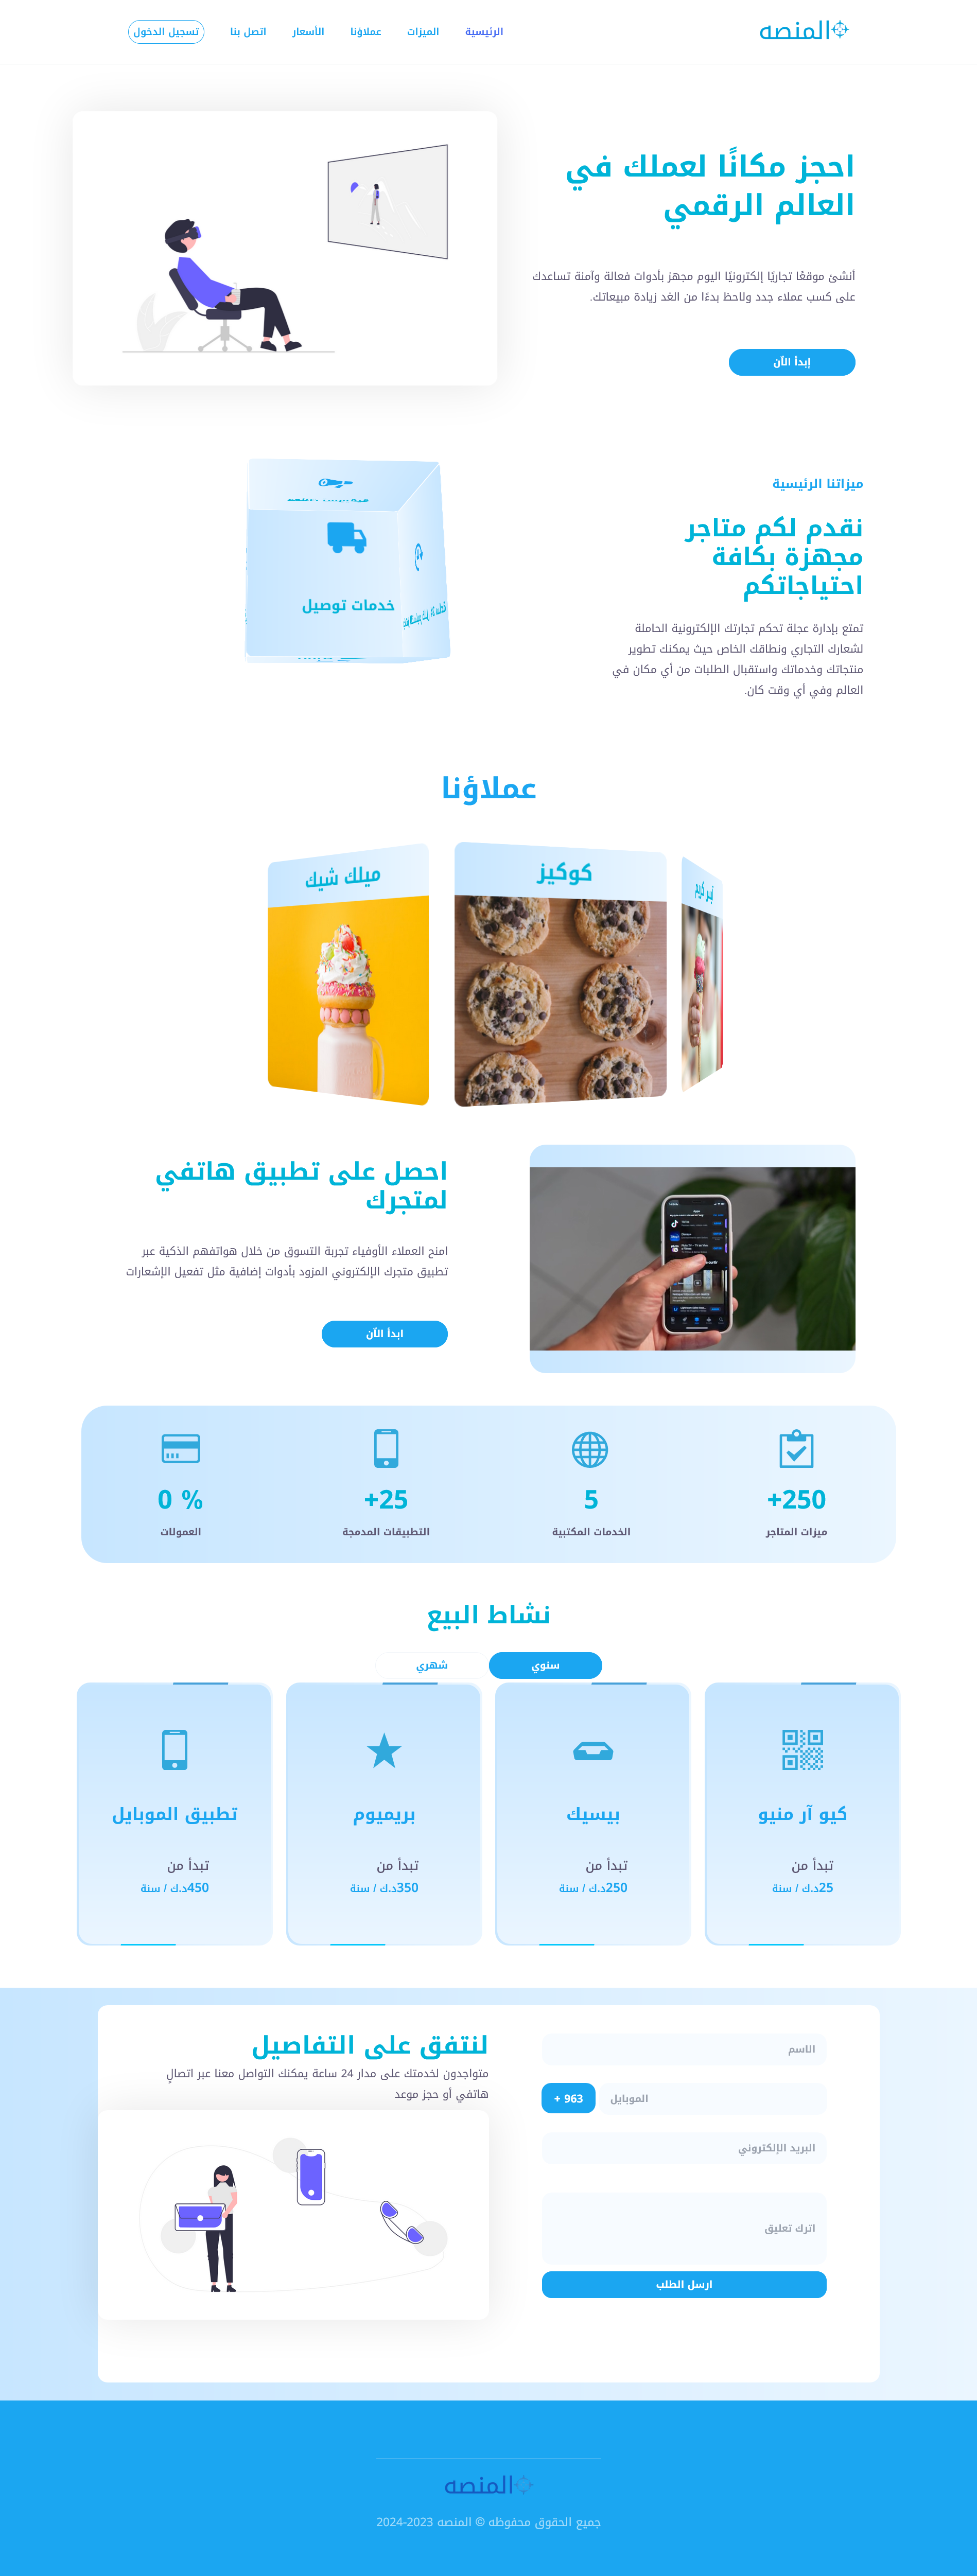 المنصه
الرئيسية
الميزات
عملاؤنا
الأسعار
اتصل بنا
تسجيل الدخول
احجز مكانًا لعملك في
العالم الرقمي
أنشئ موقعًا تجاريًا إلكترونيًا اليوم مجهز بأدوات فعالة وآمنة تساعدك
على كسب عملاء جدد ولاحظ بدءًا من الغد زيادة مبيعاتك.
إبدأ الآن
ميزاتنا الرئيسية
نقدم لكم متاجر
مجهزة بكافة
احتياجاتكم
تمتع بإدارة عجلة تحكم تجارتك الإلكترونية الحاملة
لشعارك التجاري ونطاقك الخاص حيث يمكنك تطوير
منتجاتك وخدماتك واستقبال الطلبات من أي مكان في
العالم وفي أي وقت كان.
خدمات توصيل
عملاؤنا
آيس كريم
كوكيز
ميلك شيك
احصل على تطبيق هاتفي
لمتجرك
امنح العملاء الأوفياء تجربة التسوق من خلال هواتفهم الذكية عبر
تطبيق متجرك الإلكتروني المزود بأدوات إضافية مثل تفعيل الإشعارات
ابدأ الآن
+250
ميزات المتاجر
5
الخدمات المكتبية
+25
التطبيقات المدمجة
0 %
العمولات
نشاط البيع
سنوي
شهري
كيو آر منيو
تبدأ من
25د.ك / سنة
بيسيك
تبدأ من
250د.ك / سنة
بريميوم
تبدأ من
350د.ك / سنة
تطبيق الموبايل
تبدأ من
450د.ك / سنة
الاسم
الموبايل
+ 963
البريد الإلكتروني
اترك تعليق
ارسل الطلب
لنتفق على التفاصيل
متواجدون لخدمتك على مدار 24 ساعة يمكنك التواصل معنا عبر اتصالٍ
هاتفي أو حجز موعد
المنصه
جميع الحقوق محفوظه © المنصه 2023-2024